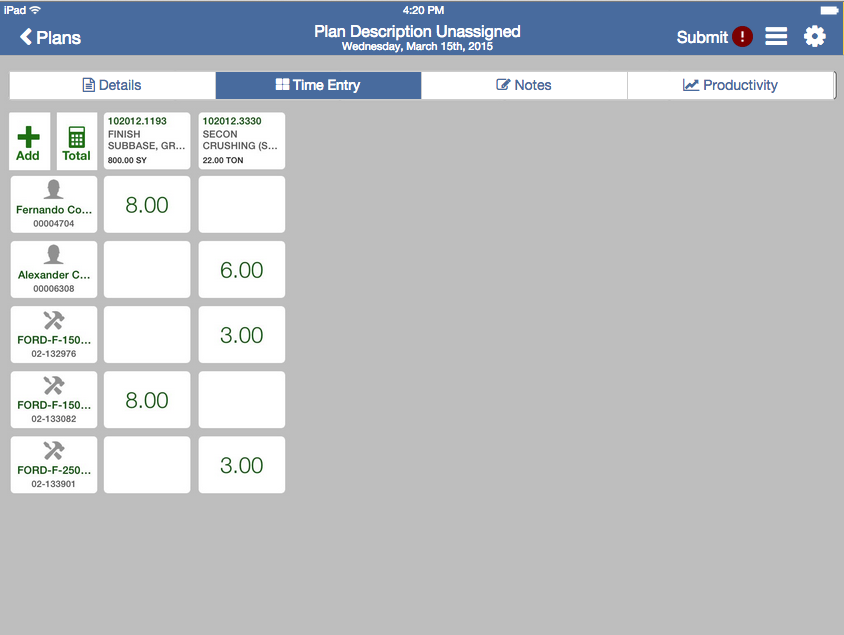 iPad
4:20 PM
Plans
Plan Description Unassigned
Wednesday, March 15th, 2015
Submit !
Details
Time Entry
Notes
Productivity
Add
Total
102012.1193
FINISH
SUBBASE, GR...
800.00 SY
102012.3330
SECON
CRUSHING (S...
22.00 TON
Fernando Co...
00004704
8.00
Alexander C...
00006308
6.00
FORD-F-150...
02-132976
3.00
FORD-F-150...
02-133082
8.00
FORD-F-250...
02-133901
3.00